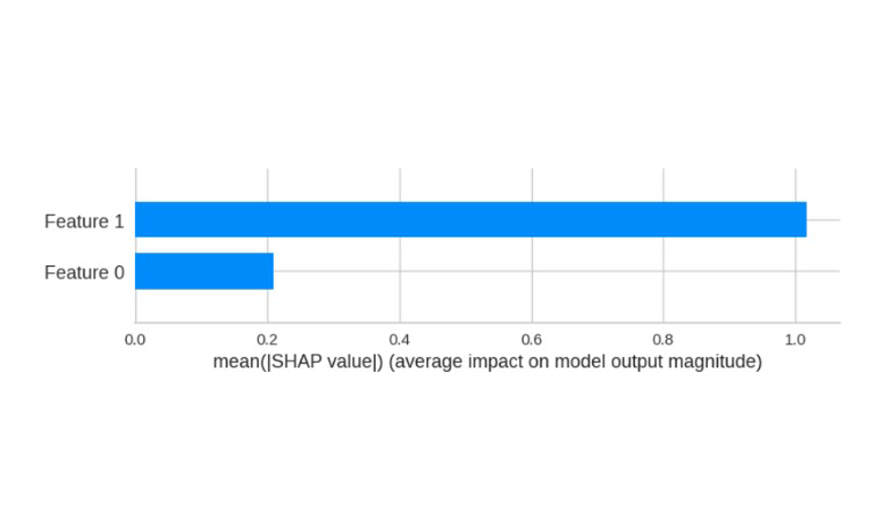 Feature 1
Feature 0
0.0 0.2 0.4 0.6 0.8 1.0
mean(|SHAP value|) (average impact on model output magnitude)